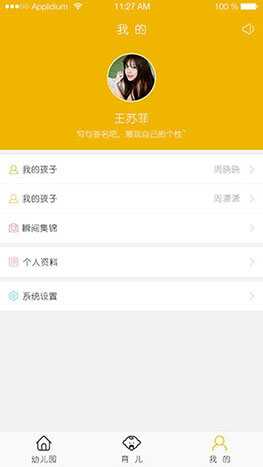 Applidium 11:27 AM 100 %
我 的
王苏菲
写句签名吧，展现自己的个性~
我的孩子 周晓晓
我的孩子 周潇潇
瞬间集锦
个人资料
系统设置
幼儿园 育 儿 我 的